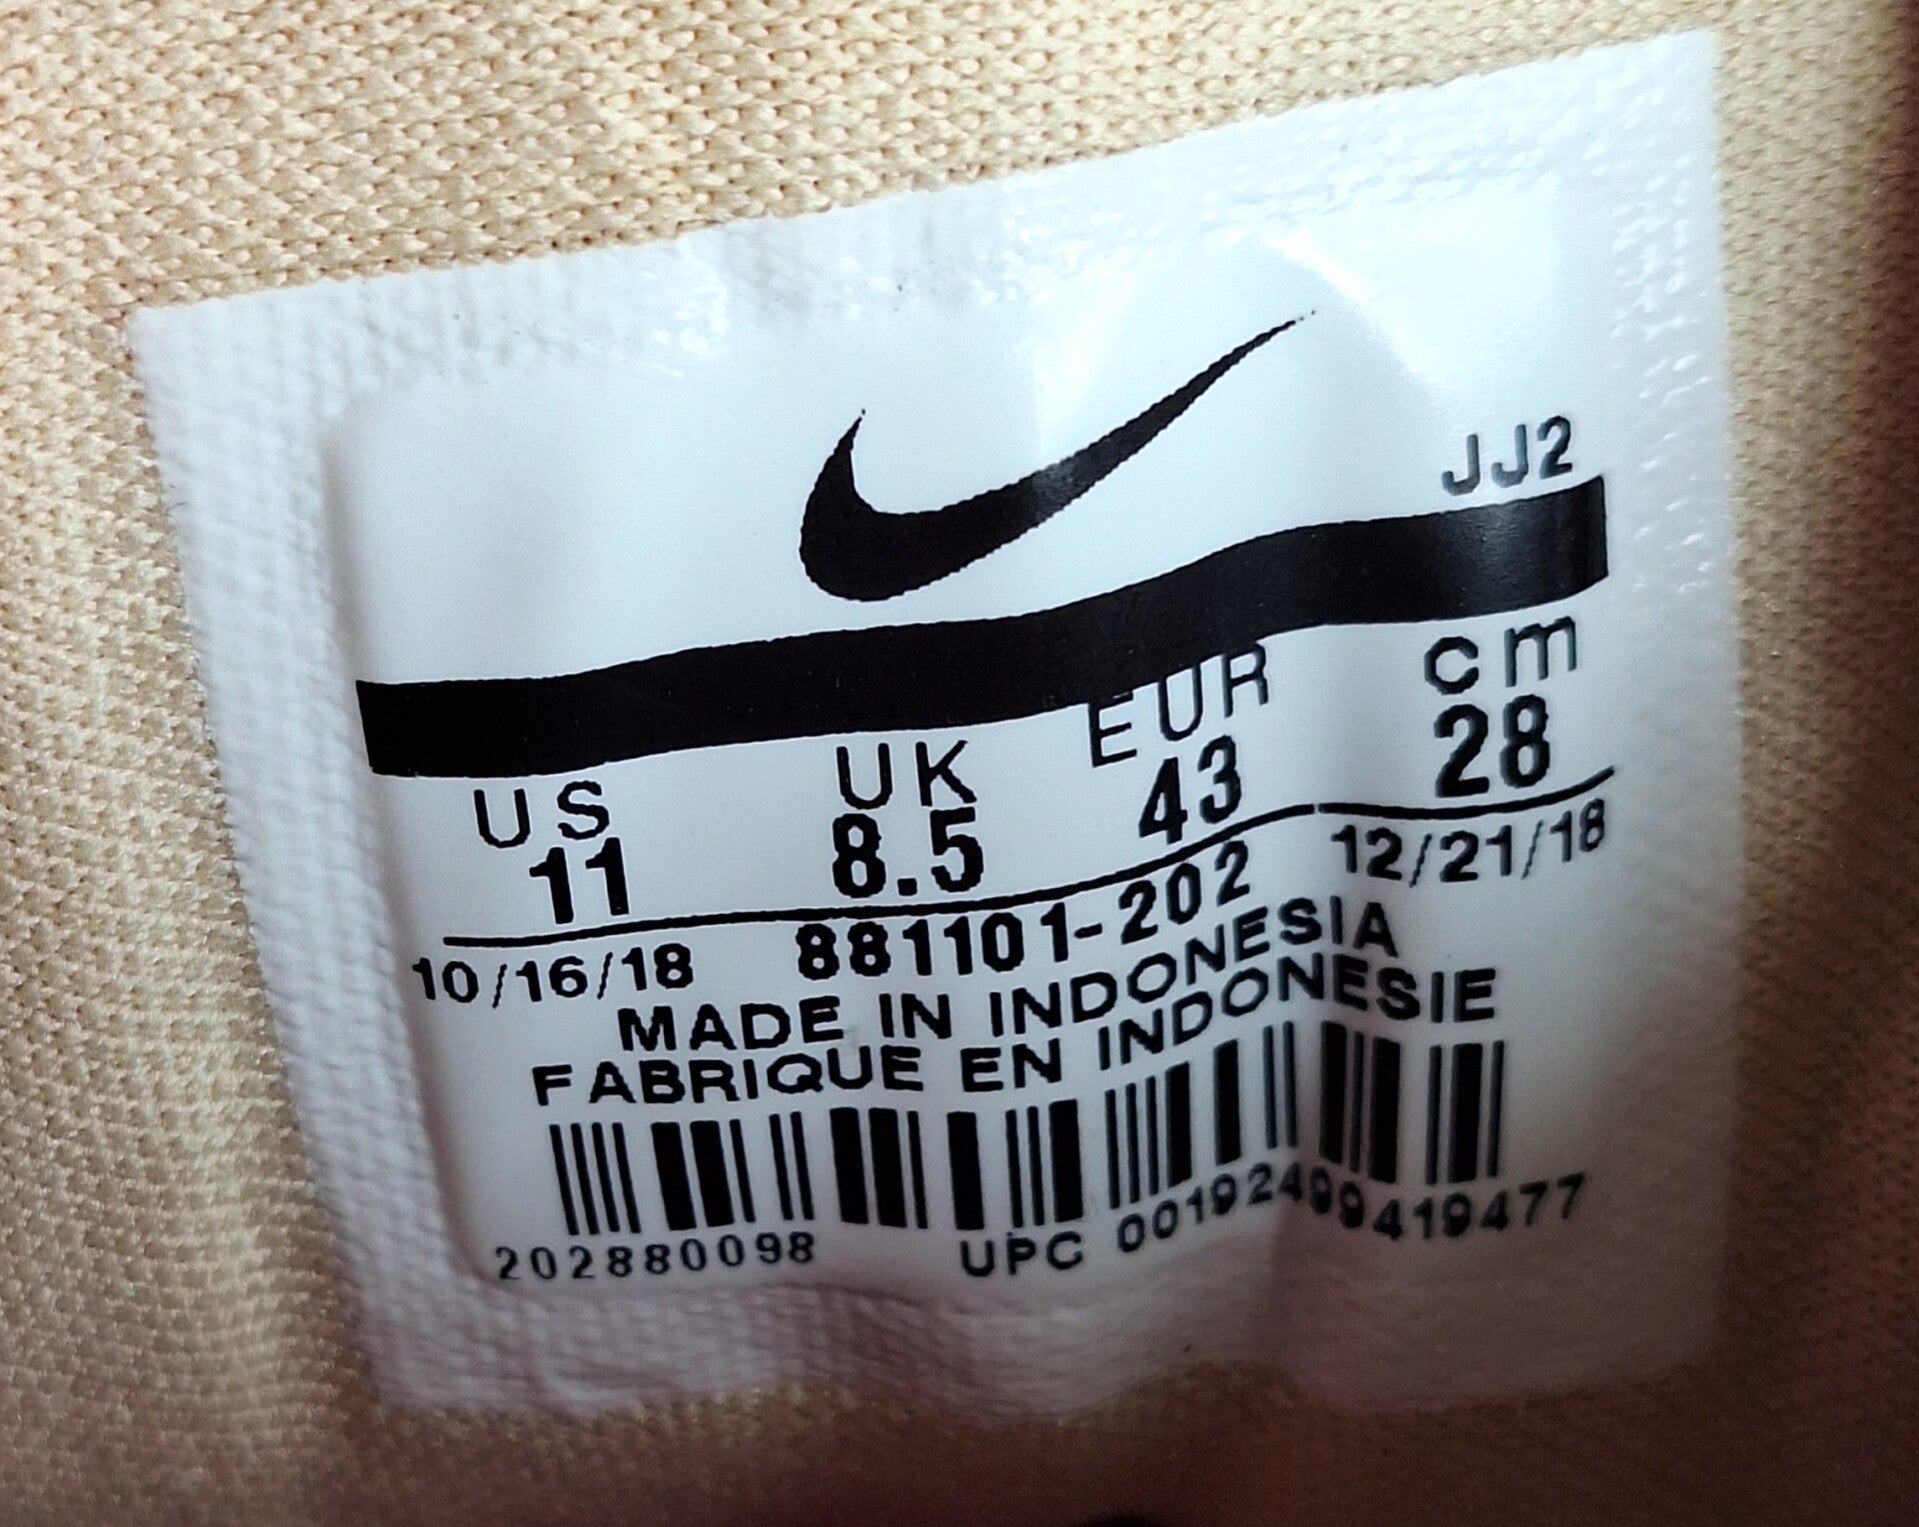 JJ2
US UK EUR cm
11 8.5 43 28
10/16/18 881101-202 12/21/18
MADE IN INDONESIA
FABRIQUE EN INDONESIE
202880098 UPC 00192499419477